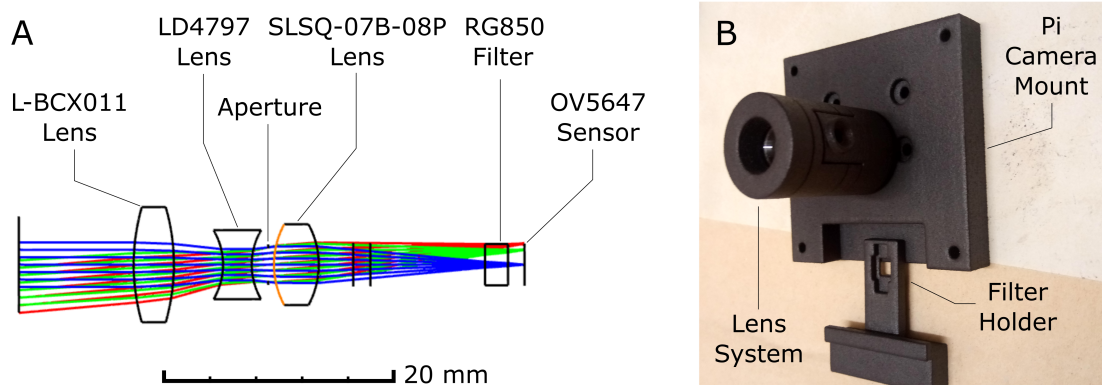 A
LD4797
Lens
SLSQ-07B-08P
Lens
RG850
Filter
L-BCX011
Lens
Aperture
OV5647
Sensor
20 mm
B
Pi
Camera
Mount
Lens
System
Filter
Holder